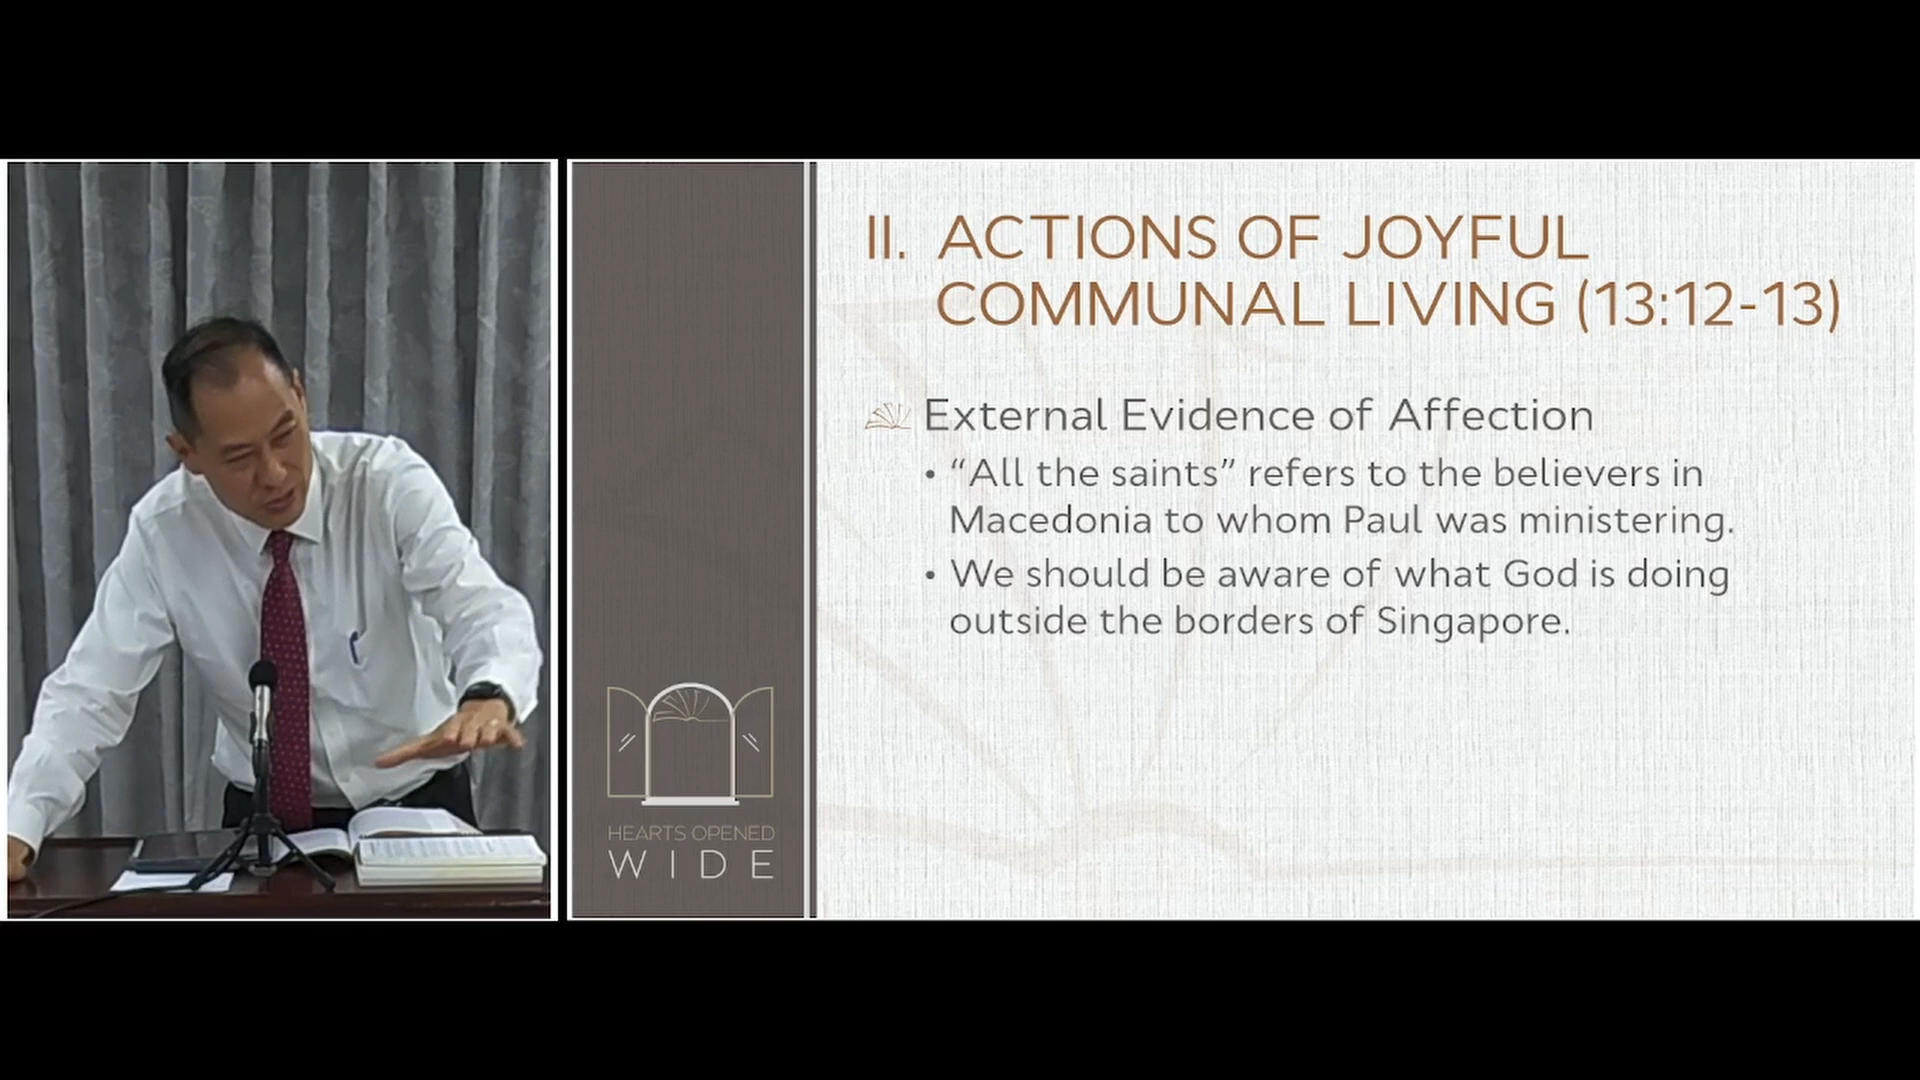 II. ACTIONS OF JOYFUL
COMMUNAL LIVING (13:12-13)
External Evidence of Affection
• “All the saints” refers to the believers in
Macedonia to whom Paul was ministering.
• We should be aware of what God is doing
outside the borders of Singapore.
HEARTS OPENED
WIDE